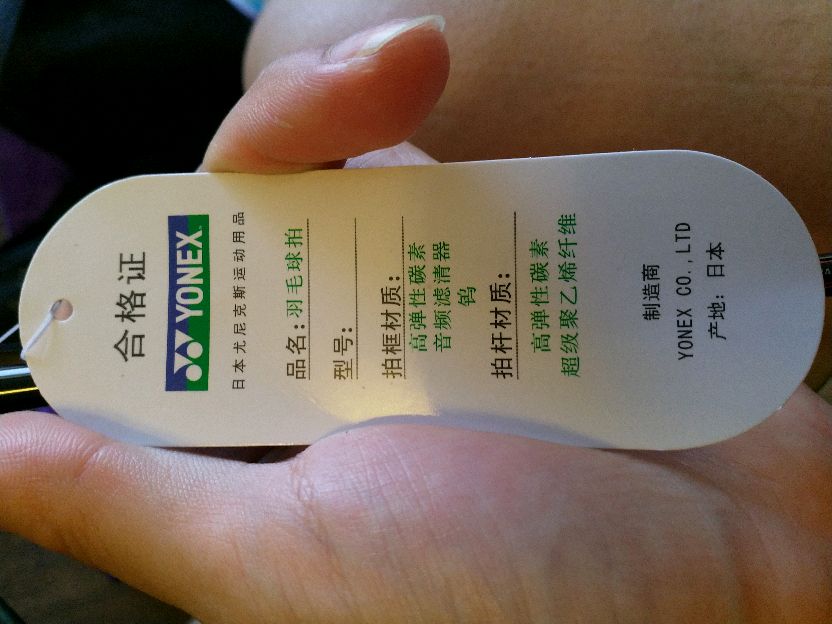 合格证
YONEX
日本尤尼克斯运动用品
品名:羽毛球拍
型号:
拍框材质:
高弹性碳素
音频滤清器
钨
拍杆材质:
高弹性碳素
超级聚乙烯纤维
制造商
YONEX CO.,LTD
产地:日本